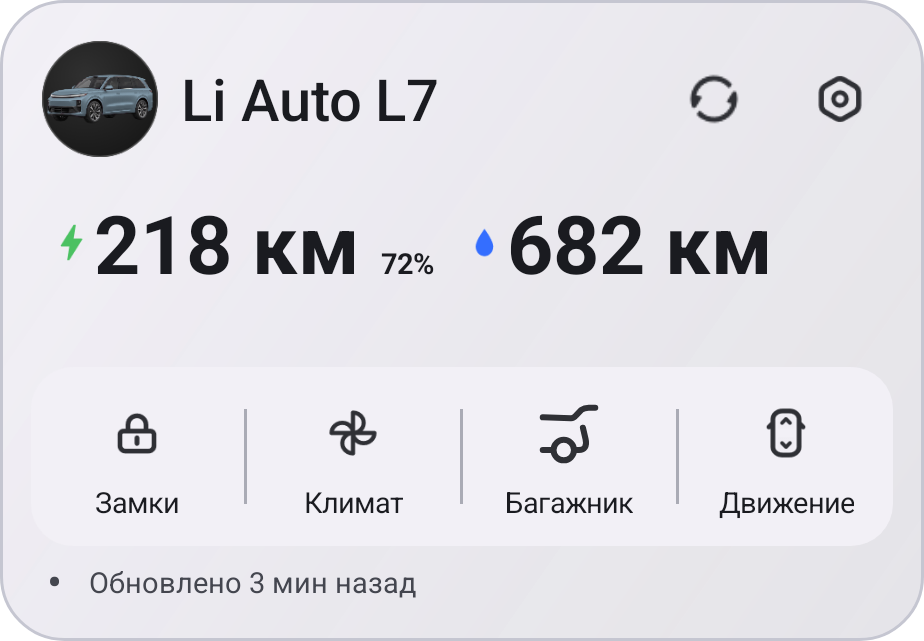 Li Auto L7
218 км 72% 682 км
Замки Климат Багажник Движение
• Обновлено 3 мин назад